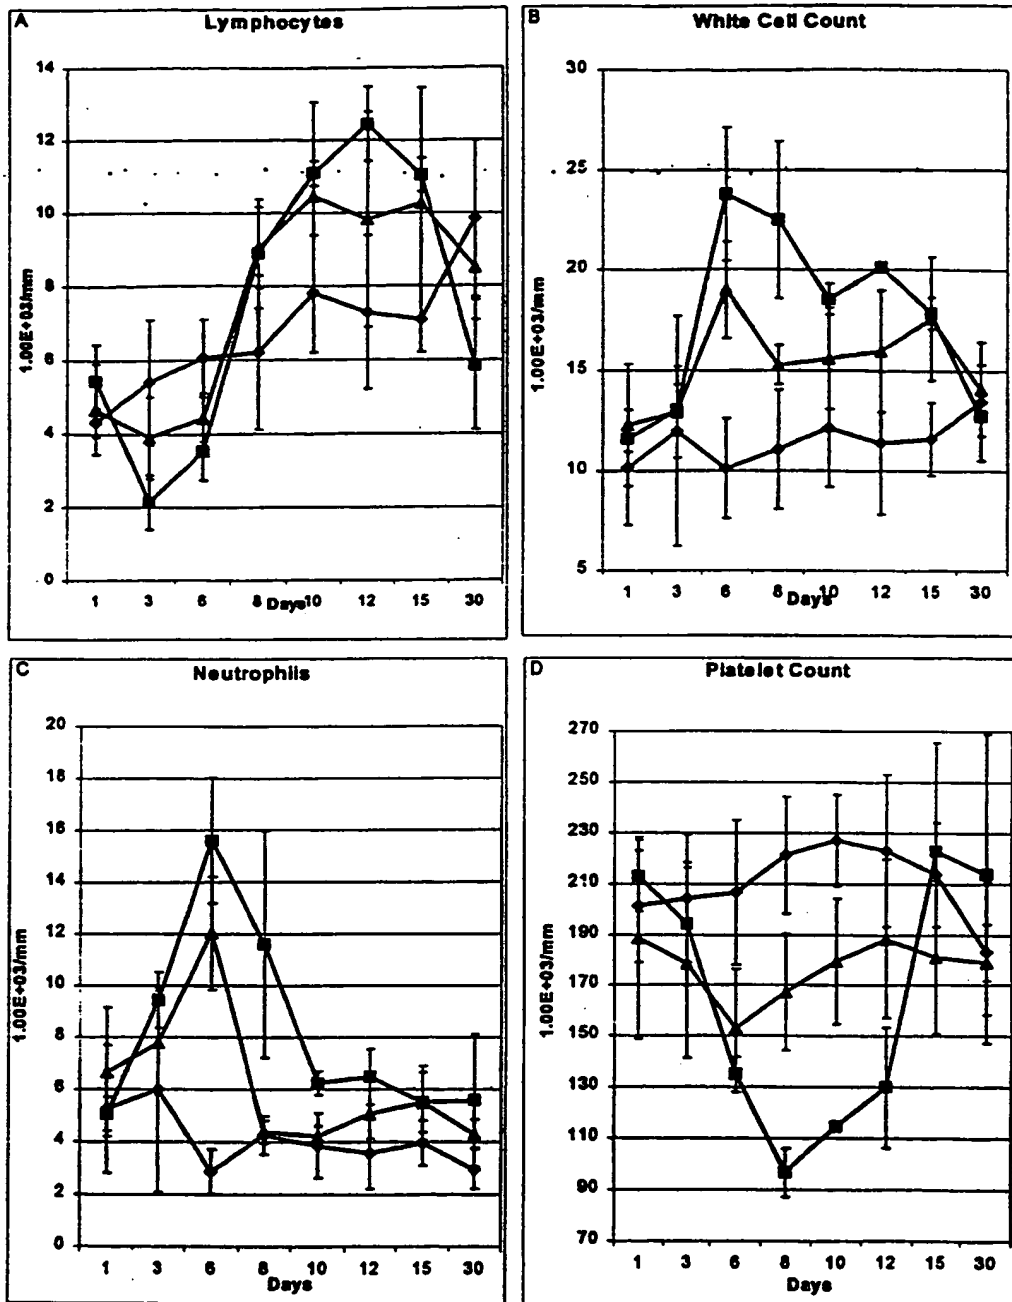 A
Lymphocytes
14
12
10
8
6
4
2
0
1.00E+03/mm
1 3 6 8 10 12 15 30
Days
B
White Cell Count
30
25
20
15
10
5
1.00E+03/mm
1 3 6 8 10 12 15 30
Days
C
Neutrophils
20
18
16
14
12
10
8
6
4
2
0
1.00E+03/mm
1 3 6 8 10 12 15 30
Days
D
Platelet Count
270
250
230
210
190
170
150
130
110
90
70
1.00E+03/mm
1 3 6 8 10 12 15 30
Days